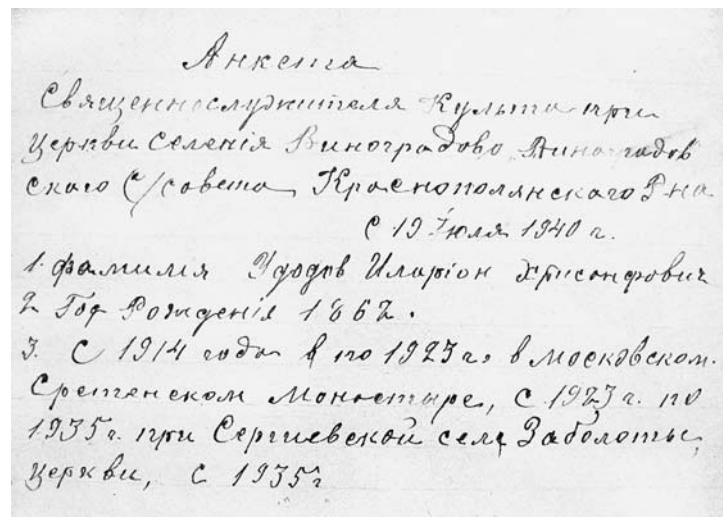 Анкета
Священнослужителя Культа при
церкви селенія Виноградово Виноградов
скаго С/совета Краснополянскаго Р-на
С 19 Іюля 1940 г.
1. фамилия Удодов Иларіон Хрисанфович
2. Год Рожденія 1862.
3. С 1914 года по 1923 г. в московском
Сретенском Монастыре, С 1923 г. по
1935 г. при Сергиевской села Заболотье,
церкви, с 1935 г